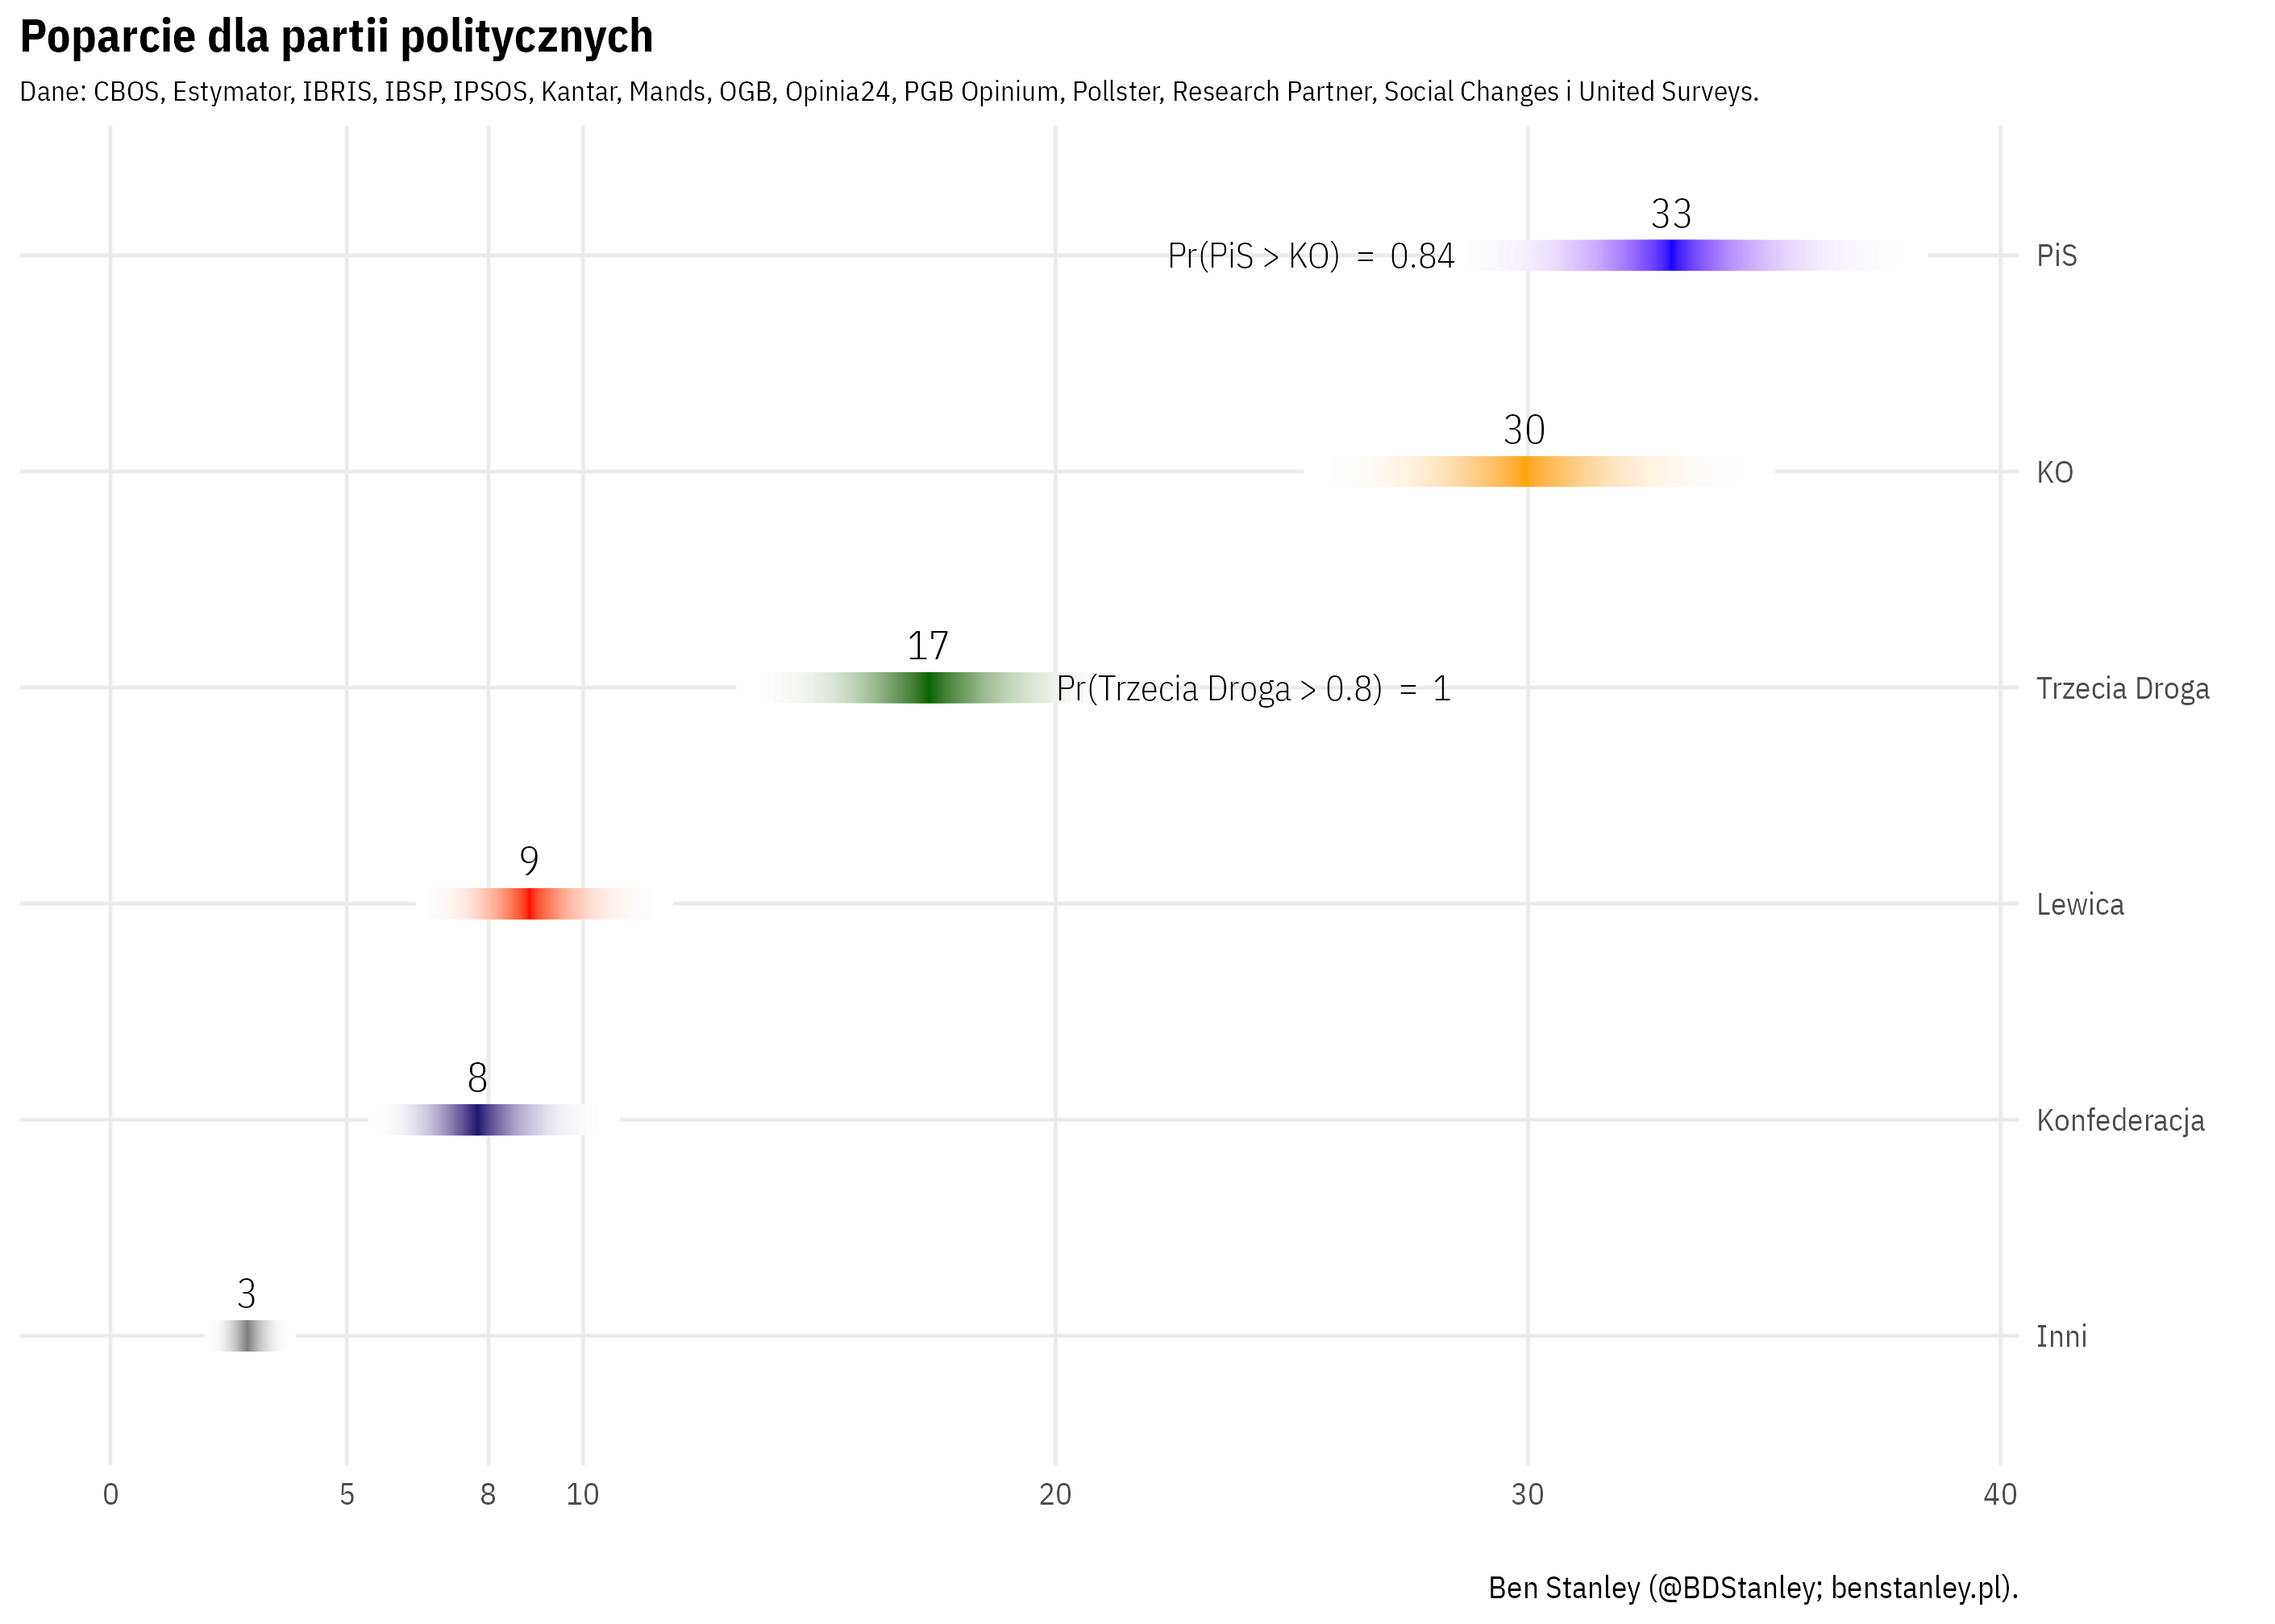 Poparcie dla partii politycznych
Dane: CBOS, Estymator, IBRIS, IBSP, IPSOS, Kantar, Mands, OGB, Opinia24, PGB Opinium, Pollster, Research Partner, Social Changes i United Surveys.
33
Pr(PiS > KO) = 0.84
PiS
30
KO
17
Pr(Trzecia Droga > 0.8) = 1
Trzecia Droga
9
Lewica
8
Konfederacja
3
Inni
0 5 8 10 20 30 40
Ben Stanley (@BDStanley; benstanley.pl).